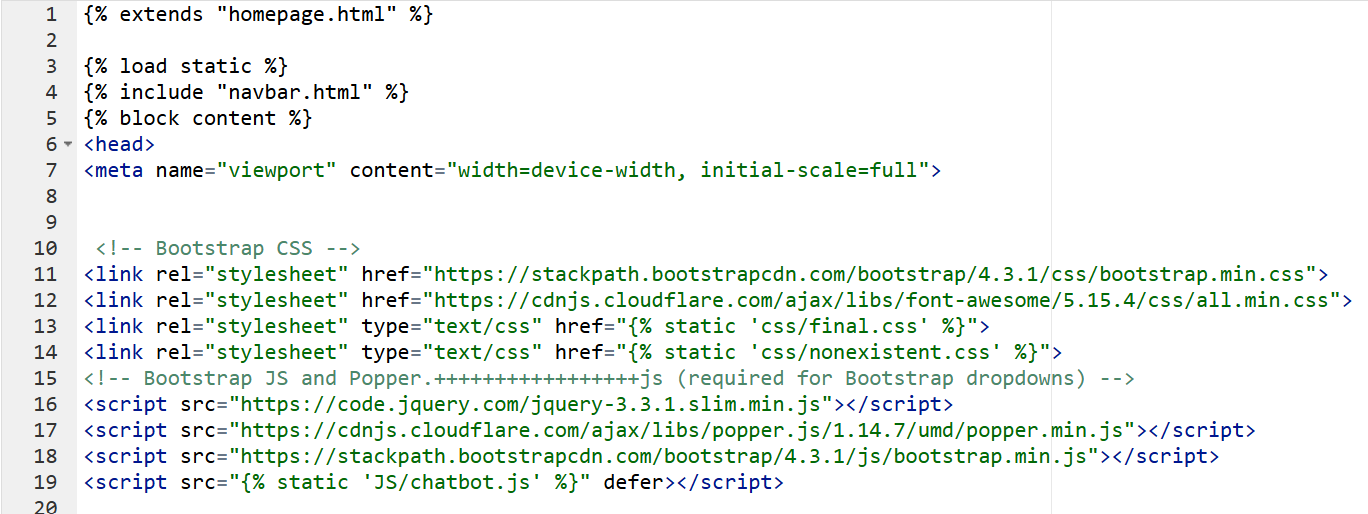 1 {% extends "homepage.html" %}
2
3 {% load static %}
4 {% include "navbar.html" %}
5 {% block content %}
6 <head>
7 <meta name="viewport" content="width=device-width, initial-scale=full">
8
9
10 <!-- Bootstrap CSS -->
11 <link rel="stylesheet" href="https://stackpath.bootstrapcdn.com/bootstrap/4.3.1/css/bootstrap.min.css">
12 <link rel="stylesheet" href="https://cdnjs.cloudflare.com/ajax/libs/font-awesome/5.15.4/css/all.min.css">
13 <link rel="stylesheet" type="text/css" href="{% static 'css/final.css' %}">
14 <link rel="stylesheet" type="text/css" href="{% static 'css/nonexistent.css' %}">
15 <!-- Bootstrap JS and Popper.+++++++++++++++++js (required for Bootstrap dropdowns) -->
16 <script src="https://code.jquery.com/jquery-3.3.1.slim.min.js"></script>
17 <script src="https://cdnjs.cloudflare.com/ajax/libs/popper.js/1.14.7/umd/popper.min.js"></script>
18 <script src="https://stackpath.bootstrapcdn.com/bootstrap/4.3.1/js/bootstrap.min.js"></script>
19 <script src="{% static 'JS/chatbot.js' %}" defer></script>
20